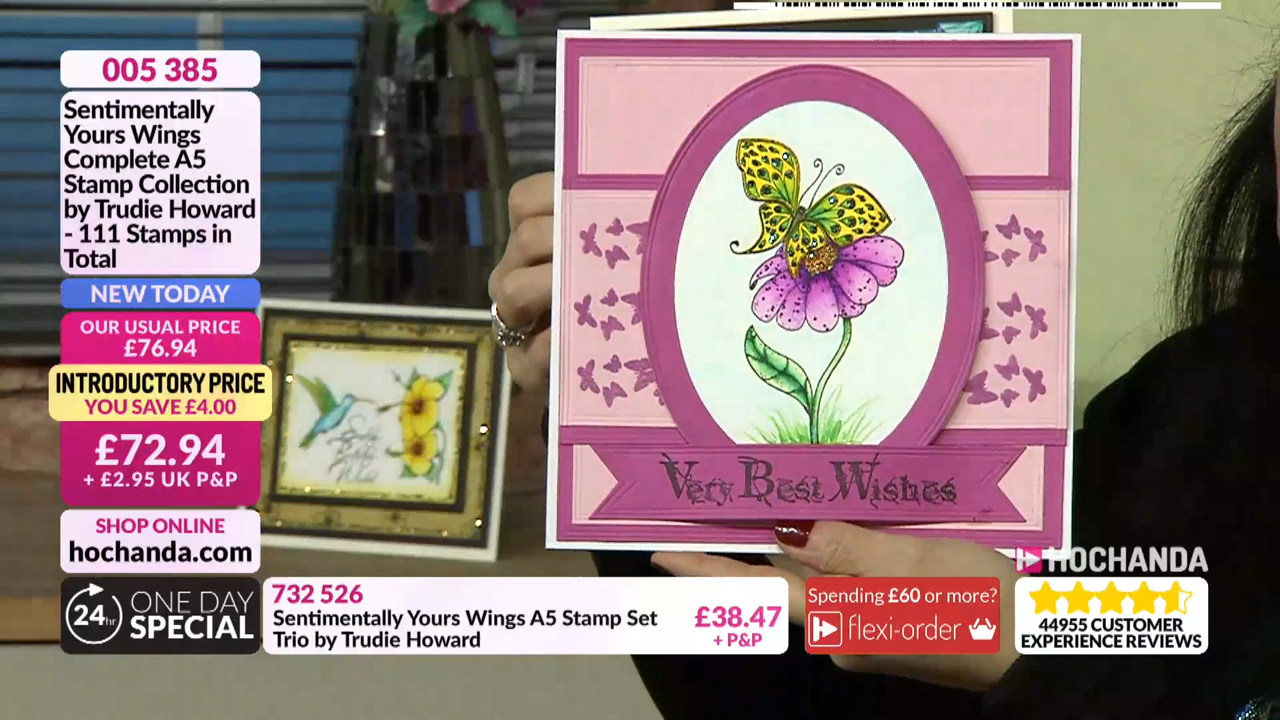 005 385
Sentimentally
Yours Wings
Complete A5
Stamp Collection
by Trudie Howard
- 111 Stamps in
Total
NEW TODAY
OUR USUAL PRICE
£76.94
INTRODUCTORY PRICE
YOU SAVE £4.00
£72.94
+ £2.95 UK P&P
SHOP ONLINE
hochanda.com
24hr
ONE DAY
SPECIAL
732 526
Sentimentally Yours Wings A5 Stamp Set
Trio by Trudie Howard
£38.47
+ P&P
Spending £60 or more?
flexi-order
HOCHANDA
44955 CUSTOMER
EXPERIENCE REVIEWS
Very Best Wishes